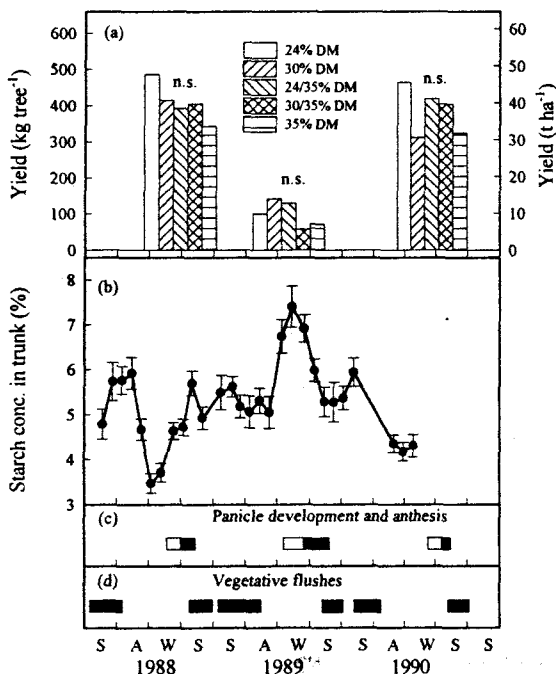 (a)
600
500
400
300
200
100
0
Yield (kg tree⁻¹)
24% DM
30% DM
24/35% DM
30/35% DM
35% DM
n.s.
n.s.
n.s.
60
50
40
30
20
10
0
Yield (t ha⁻¹)
(b)
8
7
6
5
4
3
Starch conc. in trunk (%)
(c) Panicle development and anthesis
(d) Vegetative flushes
S A W S S A W S S A W S S
1988 1989 1990